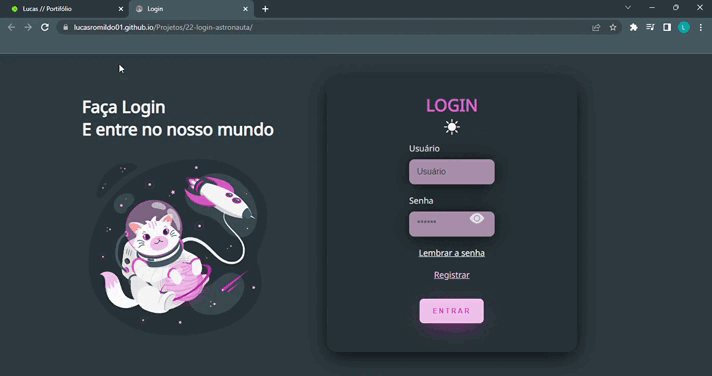 Lucas // Portifólio
Login
lucasromildo01.github.io/Projetos/22-login-astronauta/
L
Faça Login
E entre no nosso mundo
LOGIN
Usuário
Usuário
Senha
******
Lembrar a senha
Registrar
ENTRAR